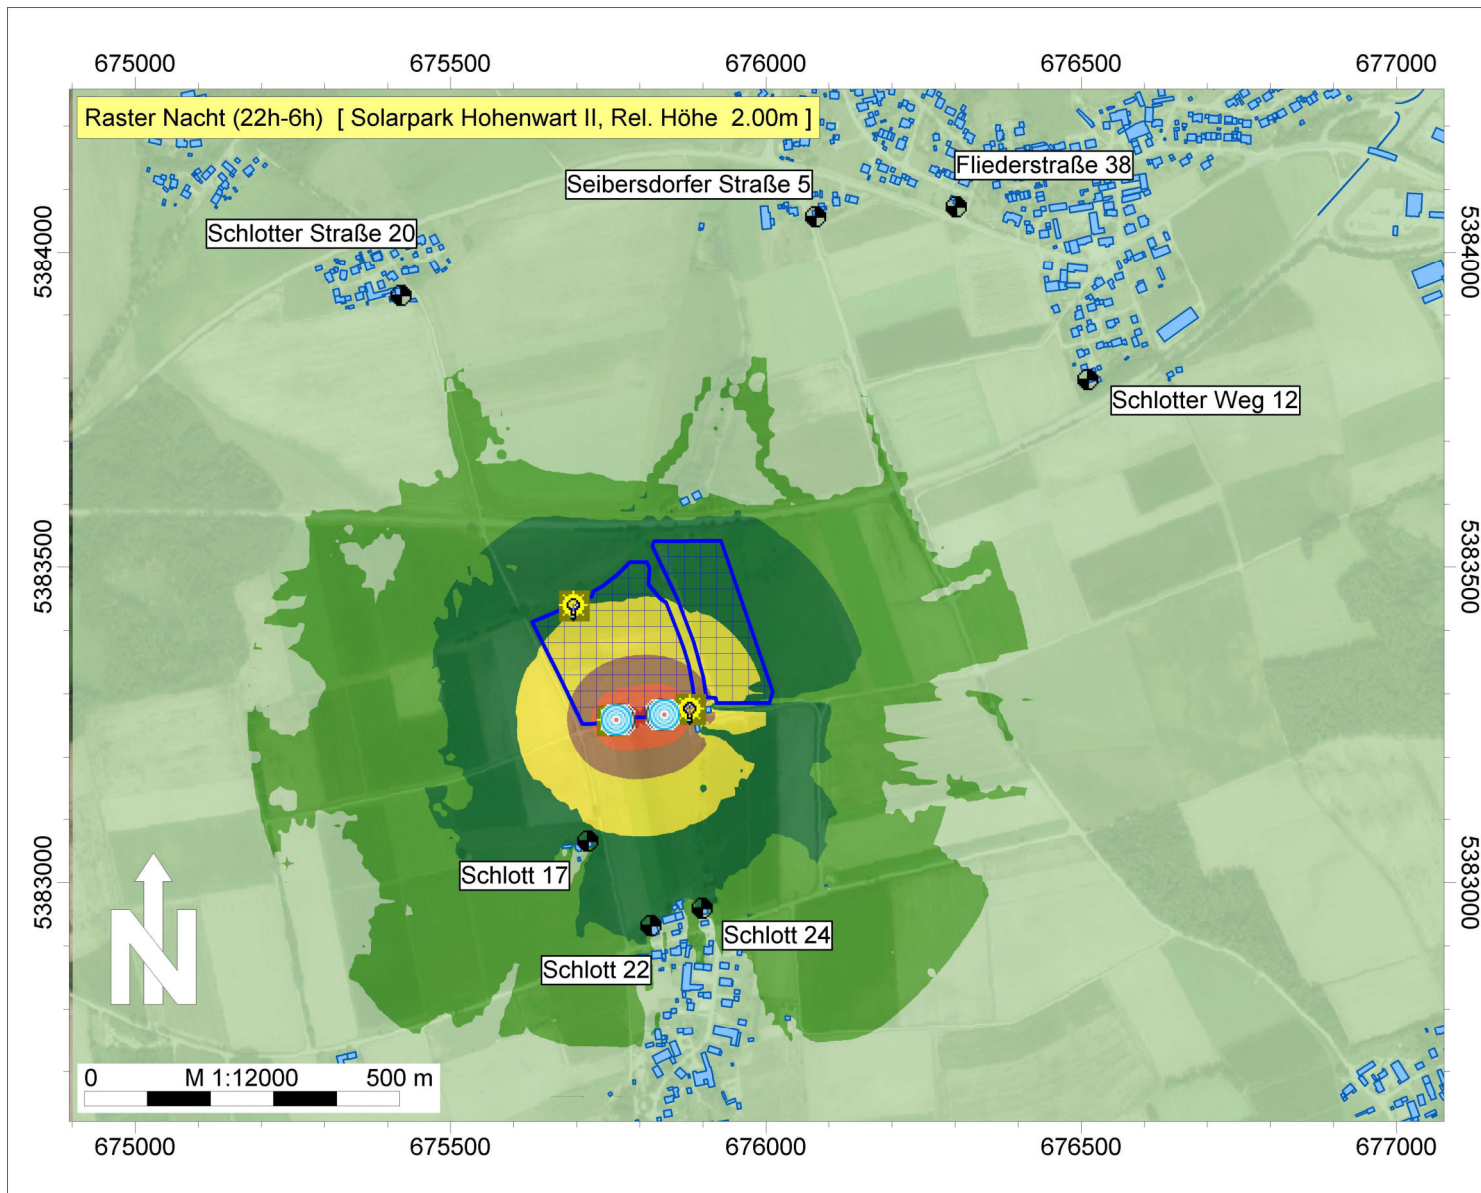 675000 675500 676000 676500 677000
Raster Nacht (22h-6h) [ Solarpark Hohenwart II, Rel. Höhe 2.00m ]
Fliederstraße 38
Seibersdorfer Straße 5
Schlotter Straße 20
5384000
5384000
Schlotter Weg 12
5383500
5383500
Schlott 17
5383000
5383000
Schlott 24
Schlott 22
N
0 M 1:12000 500 m
675000 675500 676000 676500 677000